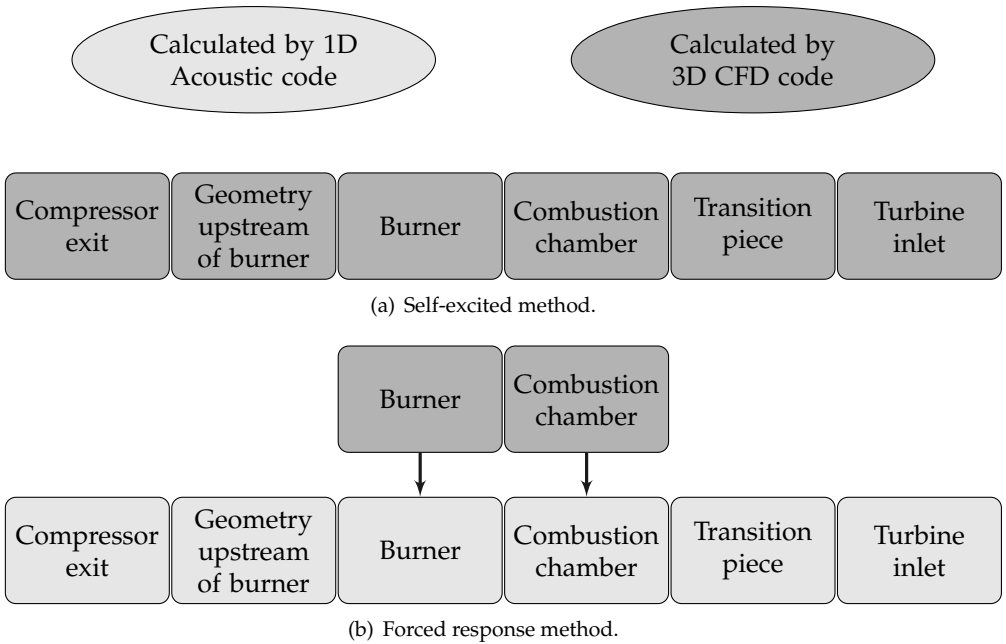 Calculated by 1D
Acoustic code
Calculated by
3D CFD code
Compressor
exit
Geometry
upstream
of burner
Burner
Combustion
chamber
Transition
piece
Turbine
inlet
(a) Self-excited method.
Burner
Combustion
chamber
Compressor
exit
Geometry
upstream
of burner
Burner
Combustion
chamber
Transition
piece
Turbine
inlet
(b) Forced response method.